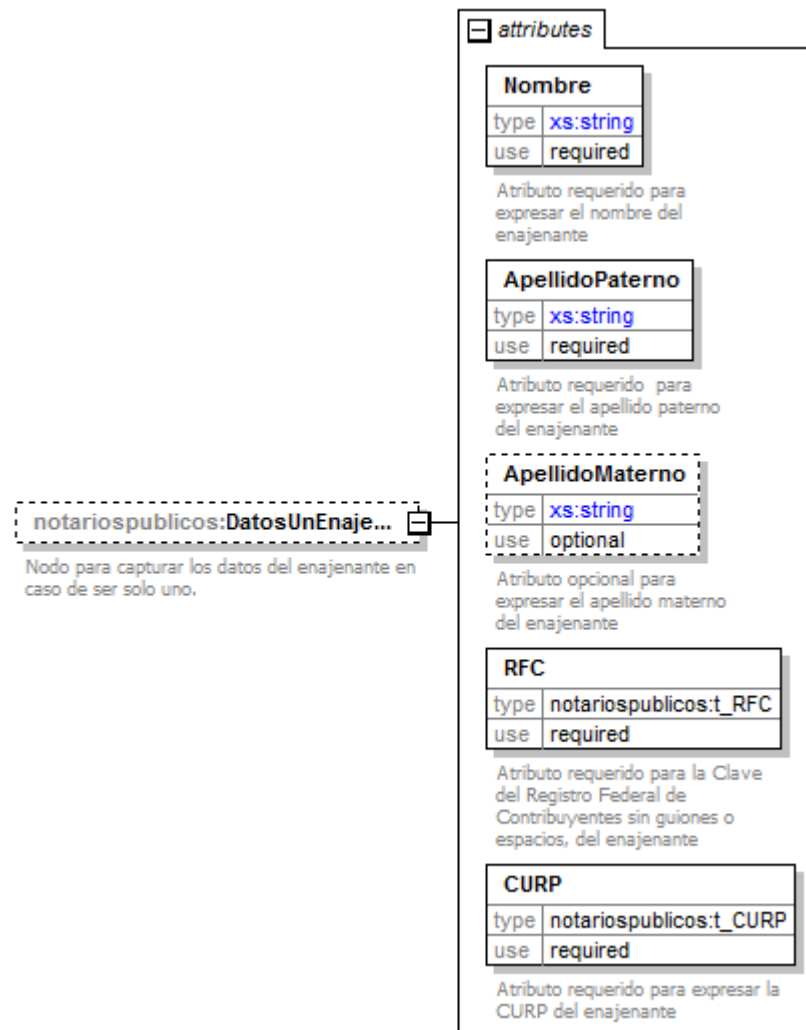 attributes
Nombre
type xs:string
use required
Atributo requerido para
expresar el nombre del
enajenante
ApellidoPaterno
type xs:string
use required
Atributo requerido para
expresar el apellido paterno
del enajenante
ApellidoMaterno
type xs:string
use optional
Atributo opcional para
expresar el apellido materno
del enajenante
notariospublicos:DatosUnEnaje...
Nodo para capturar los datos del enajenante en
caso de ser solo uno.
RFC
type notariospublicos:t_RFC
use required
Atributo requerido para la Clave
del Registro Federal de
Contribuyentes sin guiones o
espacios, del enajenante
CURP
type notariospublicos:t_CURP
use required
Atributo requerido para expresar la
CURP del enajenante